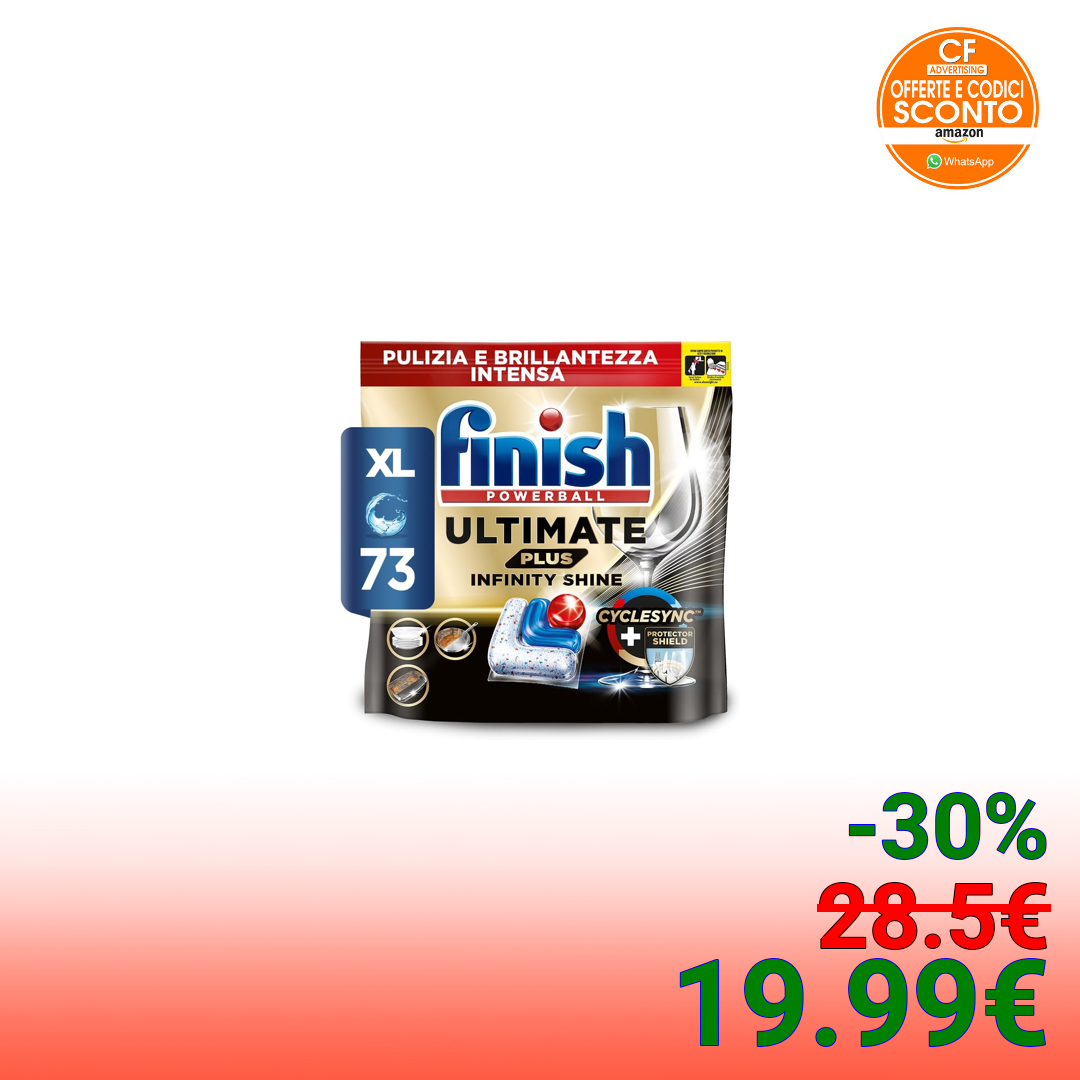 CF
ADVERTISING
OFFERTE E CODICI
SCONTO
amazon
WhatsApp
PULIZIA E BRILLANTEZZA
INTENSA
finish
POWERBALL
XL
73
ULTIMATE
PLUS
INFINITY SHINE
CYCLESYNC™
+
PROTECTOR
SHIELD
-30%
28.5€
19.99€